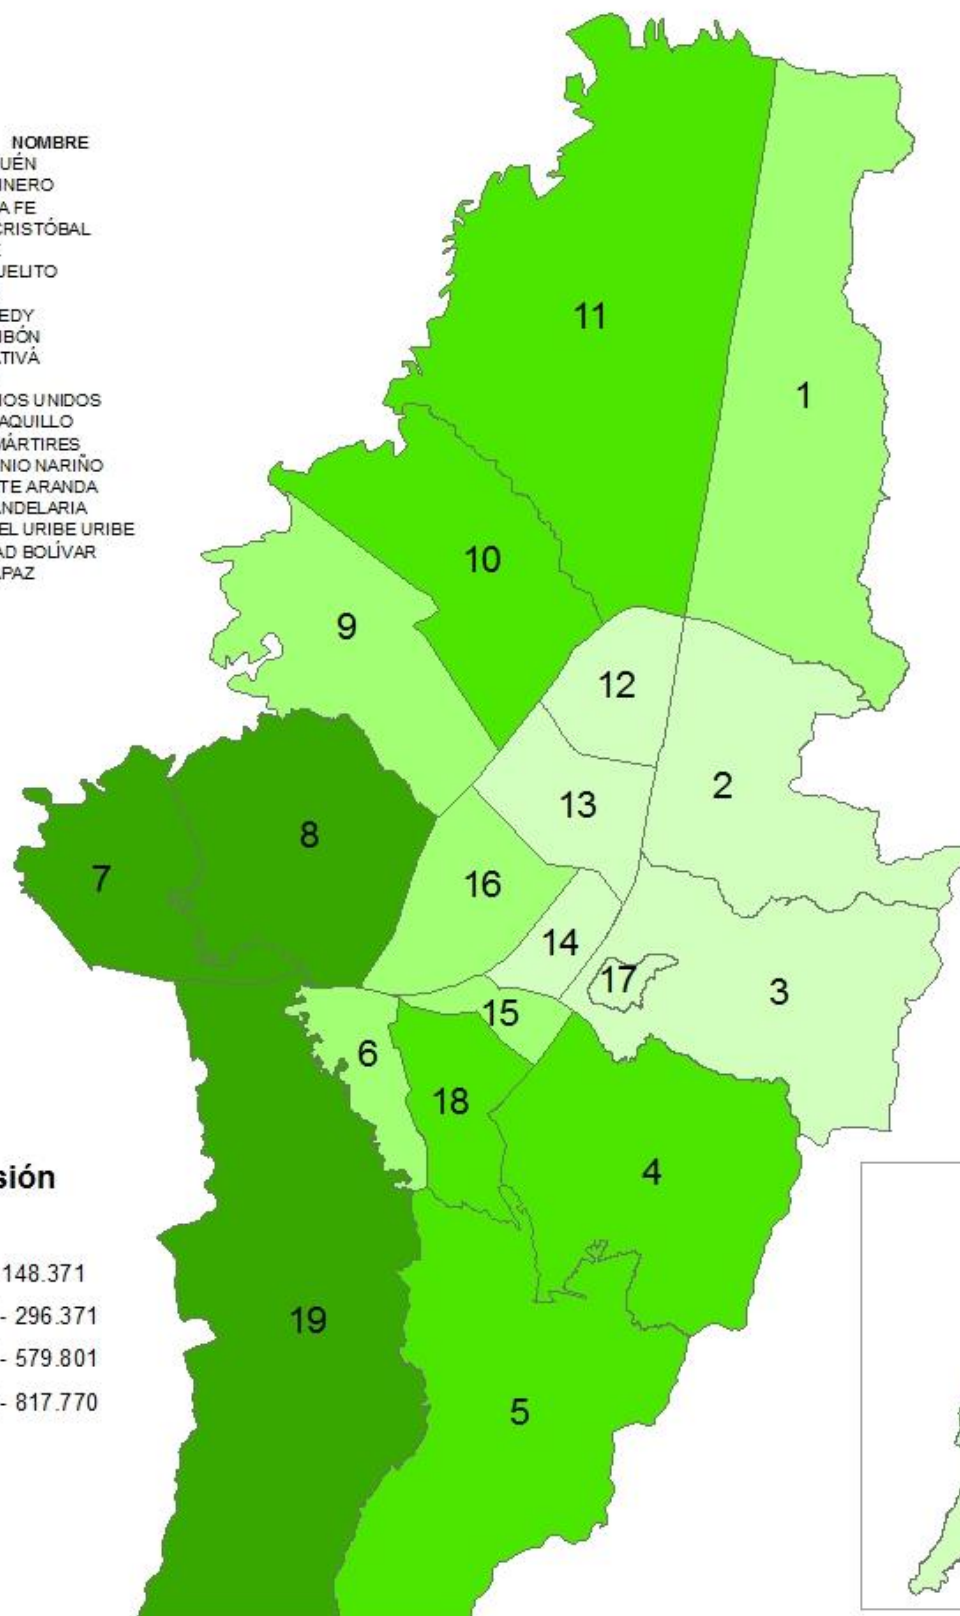 NOMBRE
UÉN
INERO
A FE
CRISTÓBAL
UELITO
EDY
IBÓN
ATIVÁ
IOS UNIDOS
AQUILLO
MÁRTIRES
NIO NARIÑO
TE ARANDA
ANDELARIA
EL URIBE URIBE
AD BOLÍVAR
APAZ
11
1
10
9
12
2
13
8
7
16
14
17
3
15
6
18
4
sión
148.371
- 296.371
19
- 579.801
- 817.770
5